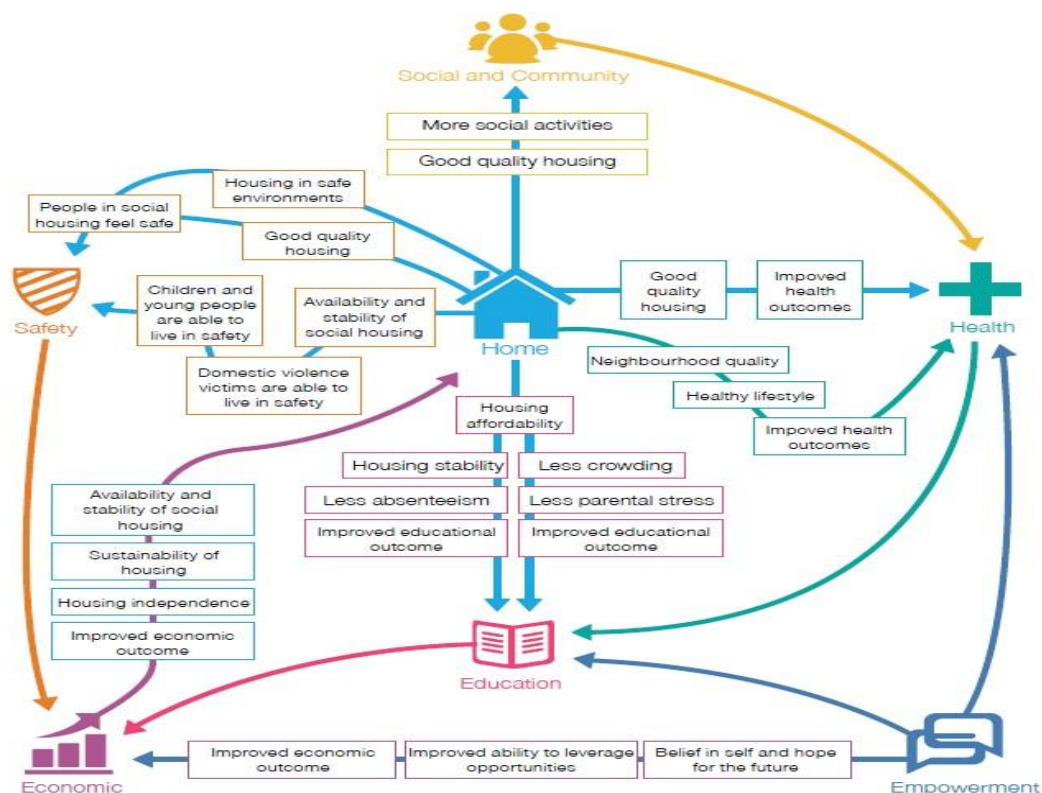 Social and Community
More social activities
Good quality housing
Housing in safe
environments
People in social
housing feel safe
Good quality
housing
Children and
young people
are able to
live in safety
Availability and
stability of
social housing
Safety
Domestic violence
victims are able to
live in safety
Home
Good
quality
housing
Impoved
health
outcomes
Health
Neighbourhood quality
Healthy lifestyle
Impoved health
outcomes
Housing
affordability
Housing stability
Less absenteeism
Improved educational
outcome
Less crowding
Less parental stress
Improved educational
outcome
Availability and
stability of social
housing
Sustainability of
housing
Housing independence
Improved economic
outcome
Education
Economic
Improved economic
outcome
Improved ability to leverage
opportunities
Belief in self and hope
for the future
Empowerment